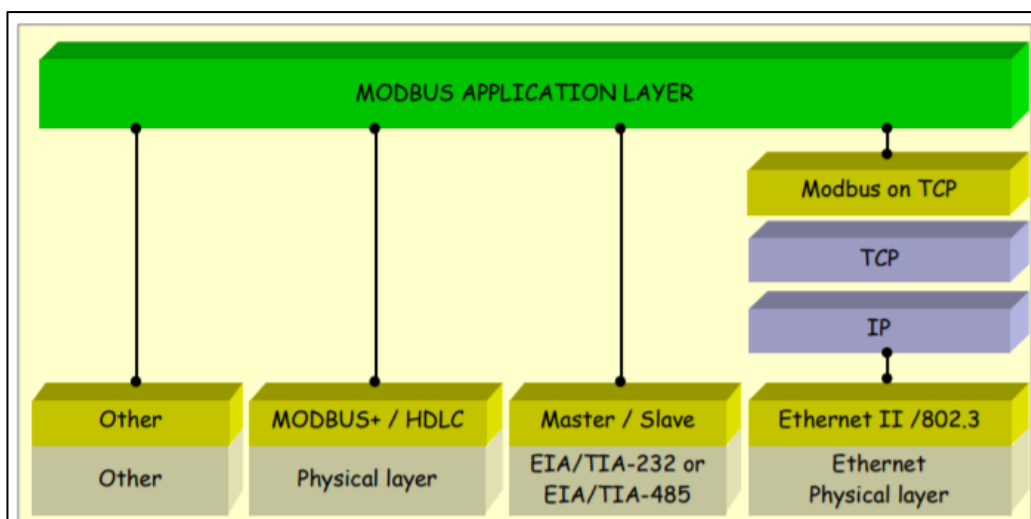 MODBUS APPLICATION LAYER
Modbus on TCP
TCP
IP
Other
MODBUS+ / HDLC
Master / Slave
Ethernet II /802.3
Other
Physical layer
EIA/TIA-232 or
EIA/TIA-485
Ethernet
Physical layer